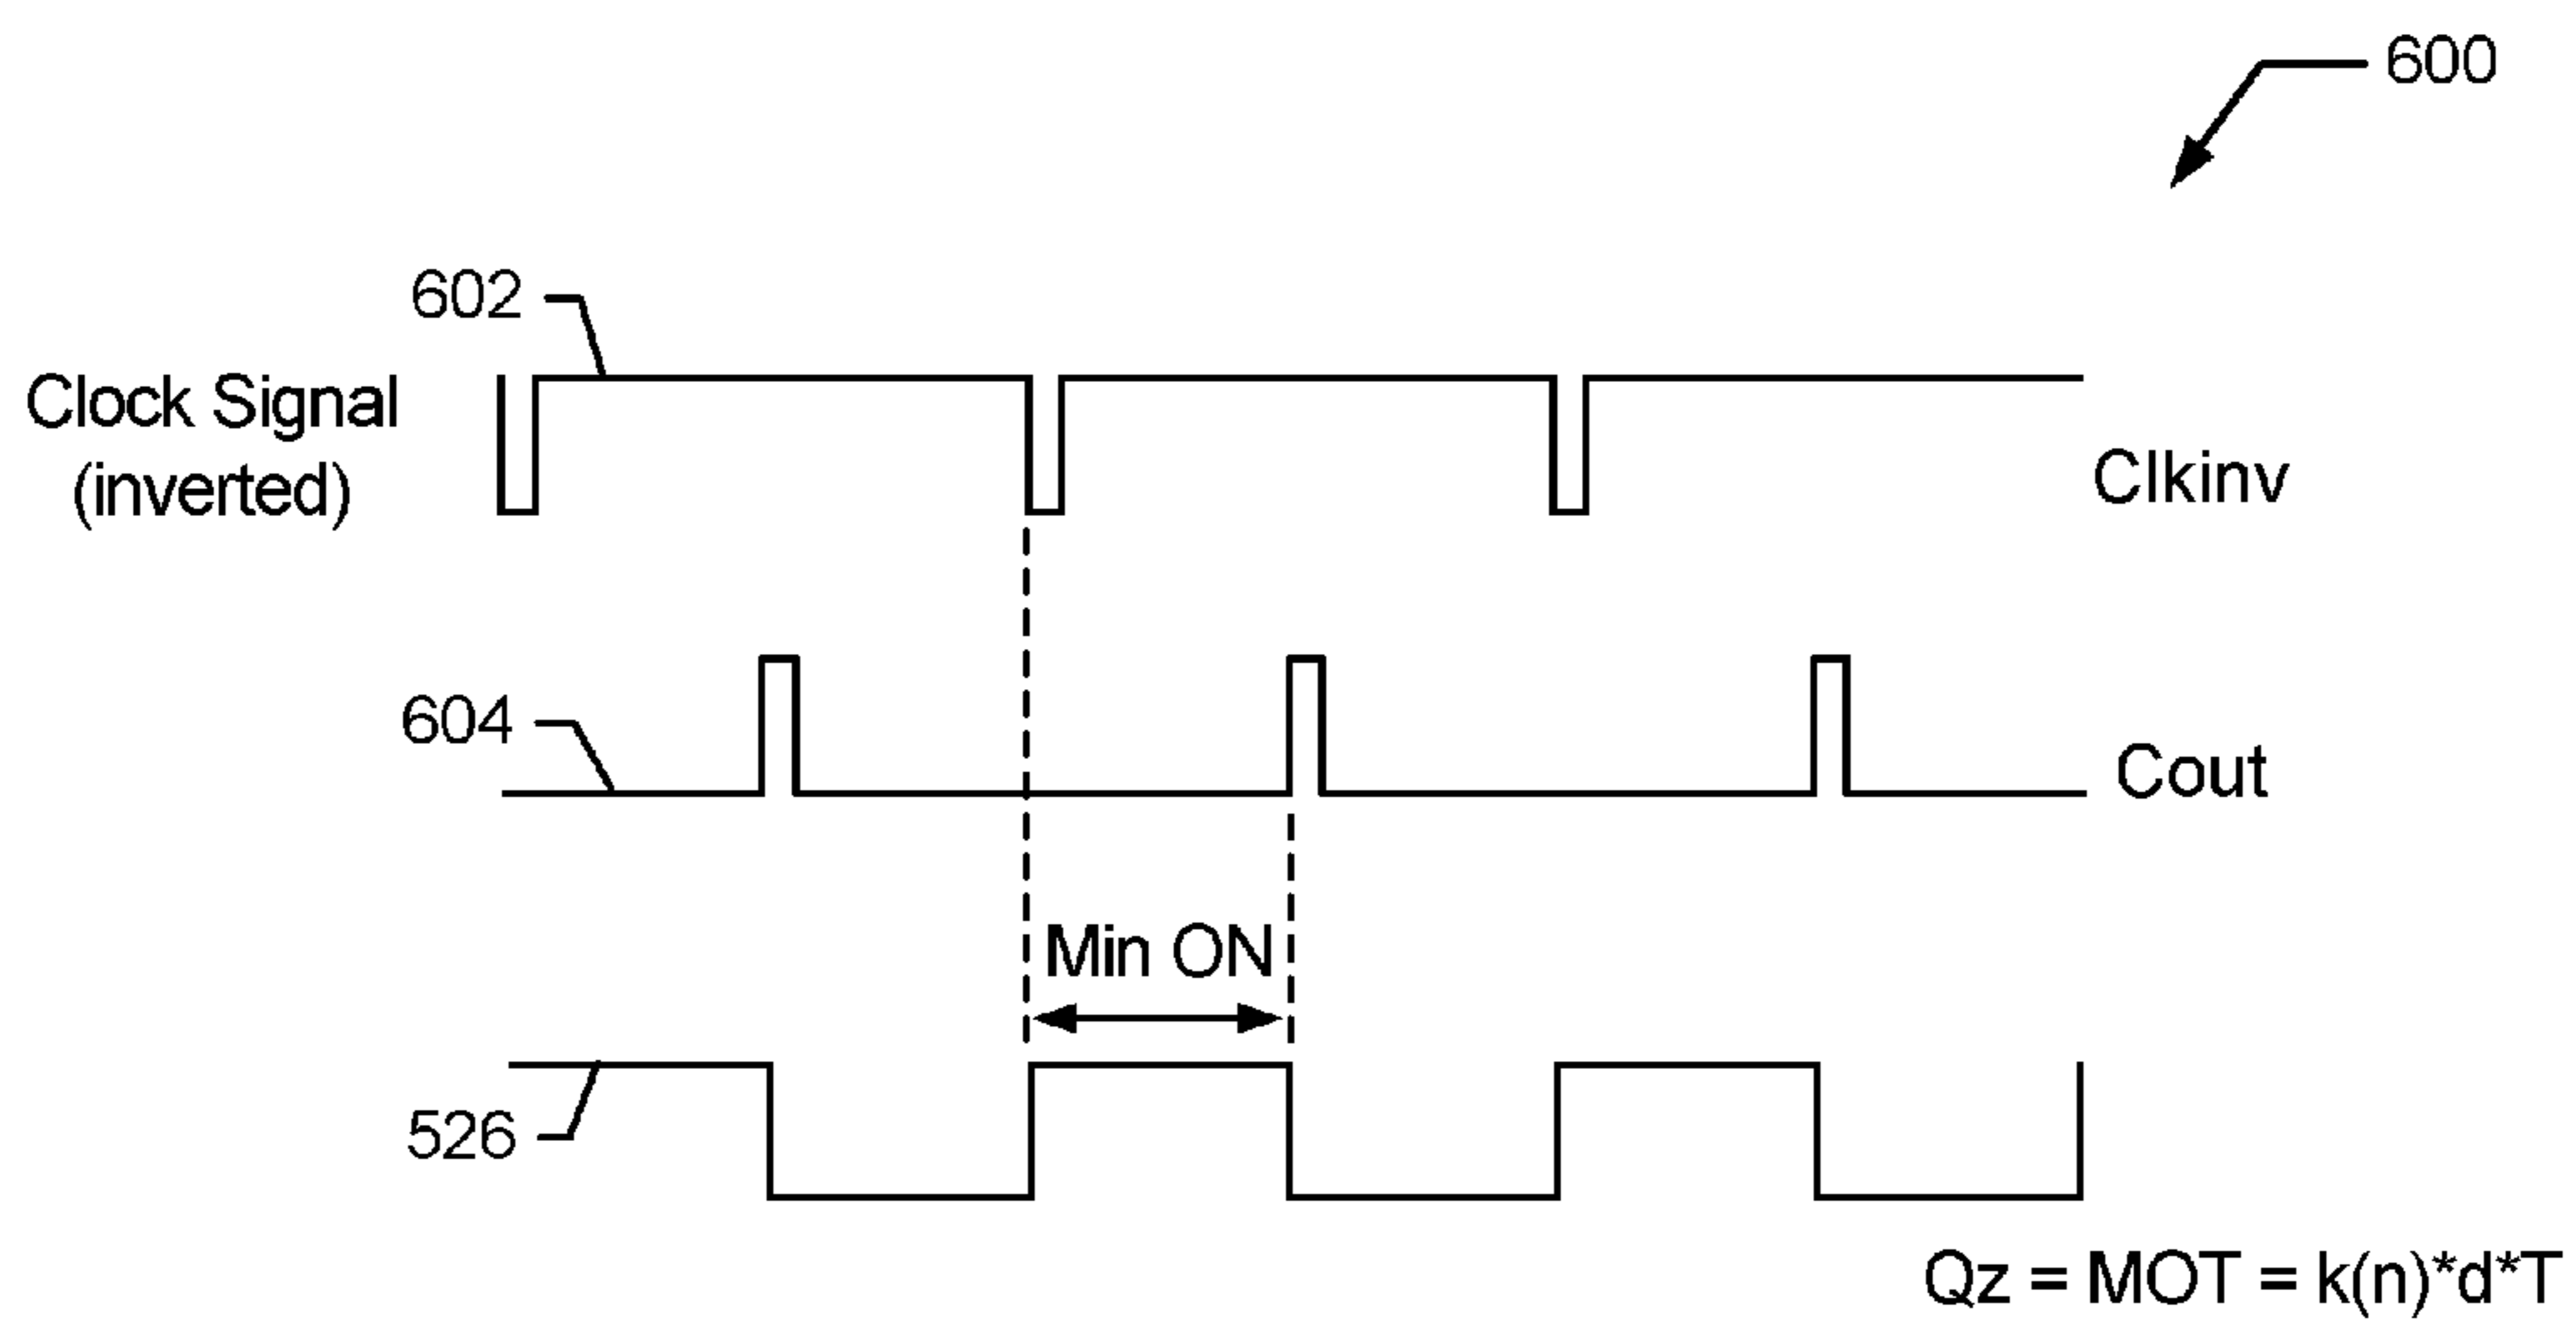 600
602
Clock Signal
(inverted)
Clkinv
604
Cout
Min ON
526
Qz = MOT = k(n)*d*T